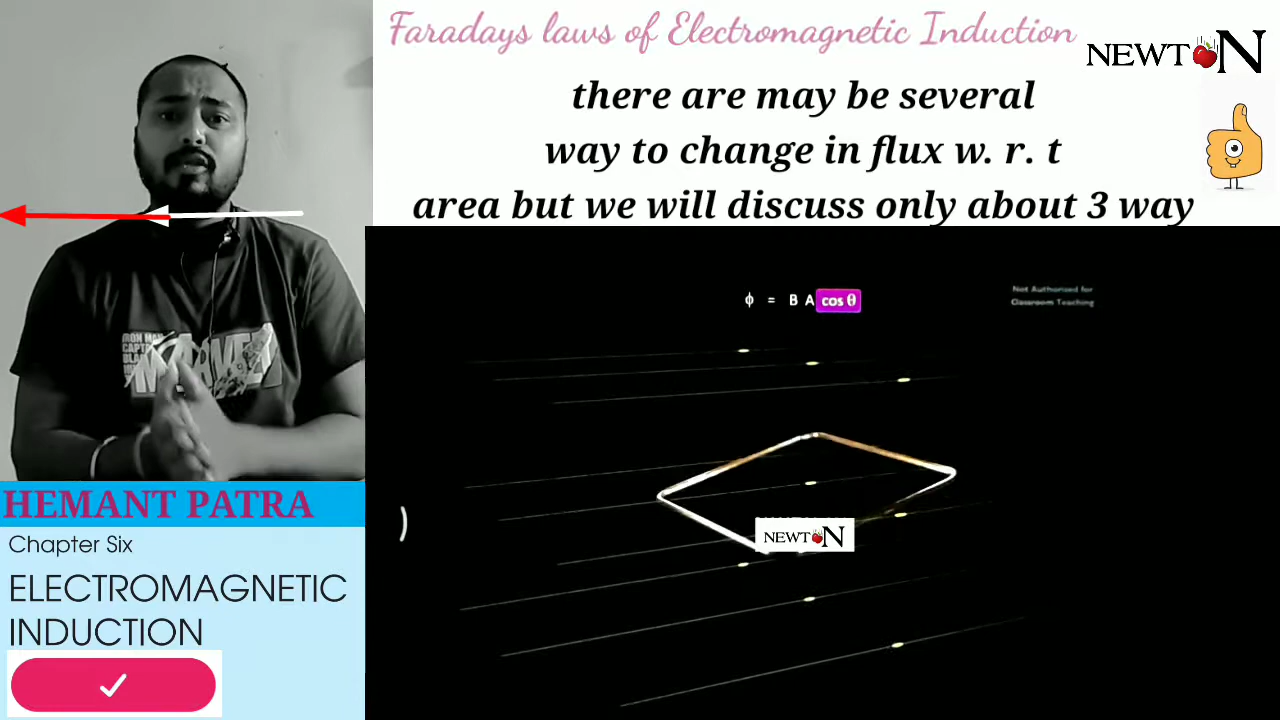 Faradays laws of Electromagnetic Induction
NEWTON
there are may be several
way to change in flux w. r. t
area but we will discuss only about 3 way
ϕ = B A cos θ
Not Authorised for
Classroom Teaching
NEWTON
HEMANT PATRA
Chapter Six
ELECTROMAGNETIC
INDUCTION